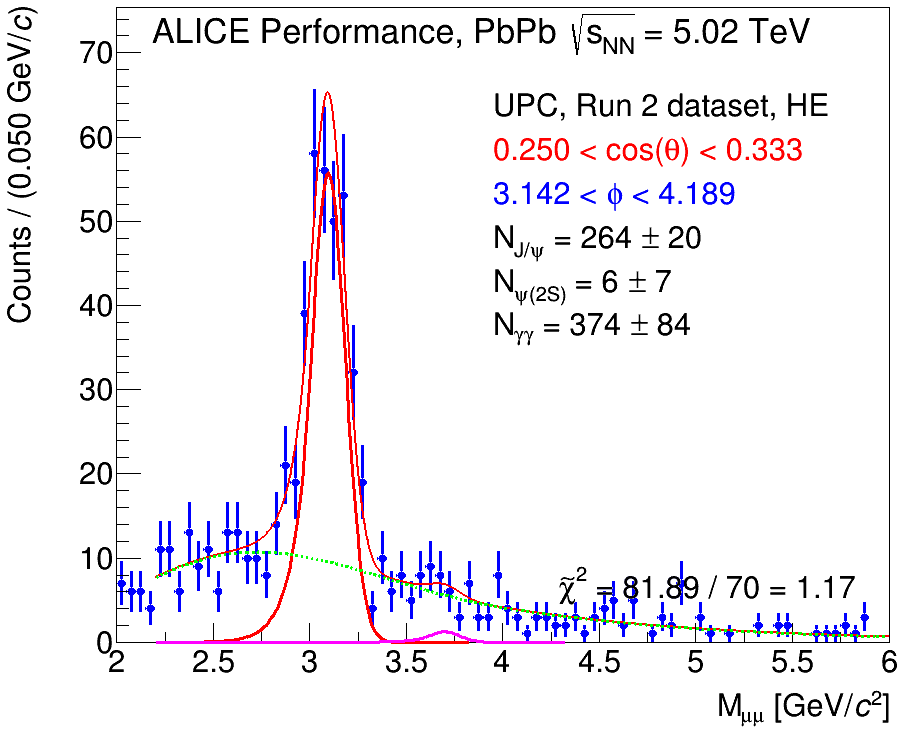 ALICE Performance, PbPb √sNN = 5.02 TeV
UPC, Run 2 dataset, HE
0.250 < cos(θ) < 0.333
3.142 < ϕ < 4.189
NJ/ψ = 264 ± 20
Nψ(2S) = 6 ± 7
Nγγ = 374 ± 84
χ̃2 = 81.89 / 70 = 1.17
Counts / (0.050 GeV/c)
70
60
50
40
30
20
10
0
2 2.5 3 3.5 4 4.5 5 5.5 6
Mμμ [GeV/c2]